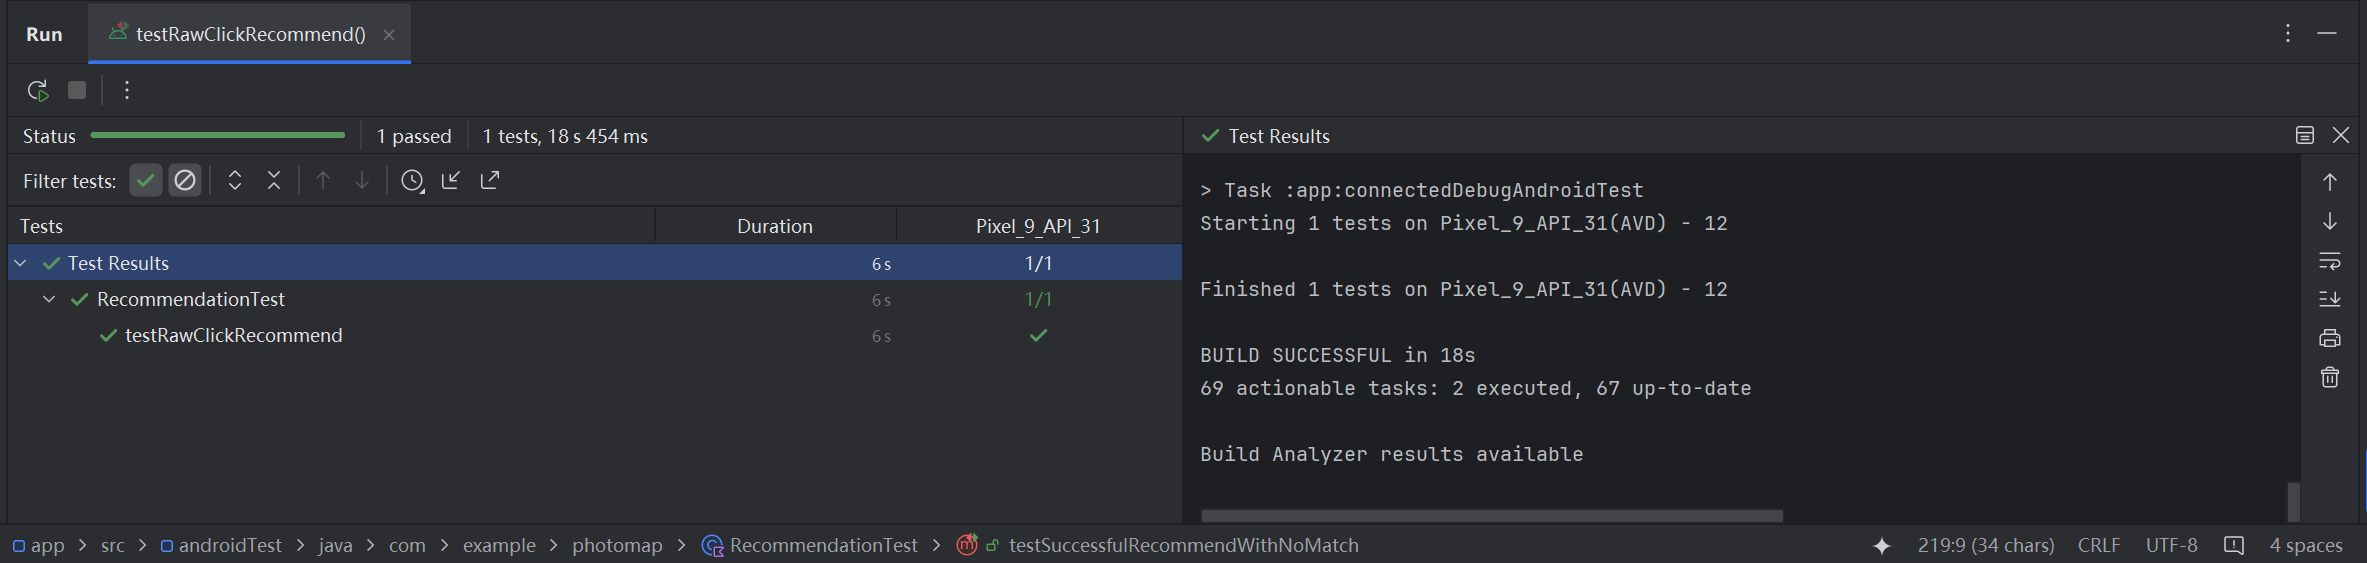 Run testRawClickRecommend()
Status 1 passed 1 tests, 18 s 454 ms
Filter tests:
Tests Duration Pixel_9_API_31
Test Results 6 s 1/1
RecommendationTest 6 s 1/1
testRawClickRecommend 6 s
Test Results
> Task :app:connectedDebugAndroidTest
Starting 1 tests on Pixel_9_API_31(AVD) - 12
Finished 1 tests on Pixel_9_API_31(AVD) - 12
BUILD SUCCESSFUL in 18s
69 actionable tasks: 2 executed, 67 up-to-date
Build Analyzer results available
app > src > androidTest > java > com > example > photomap > RecommendationTest > testSuccessfulRecommendWithNoMatch 219:9 (34 chars) CRLF UTF-8 4 spaces